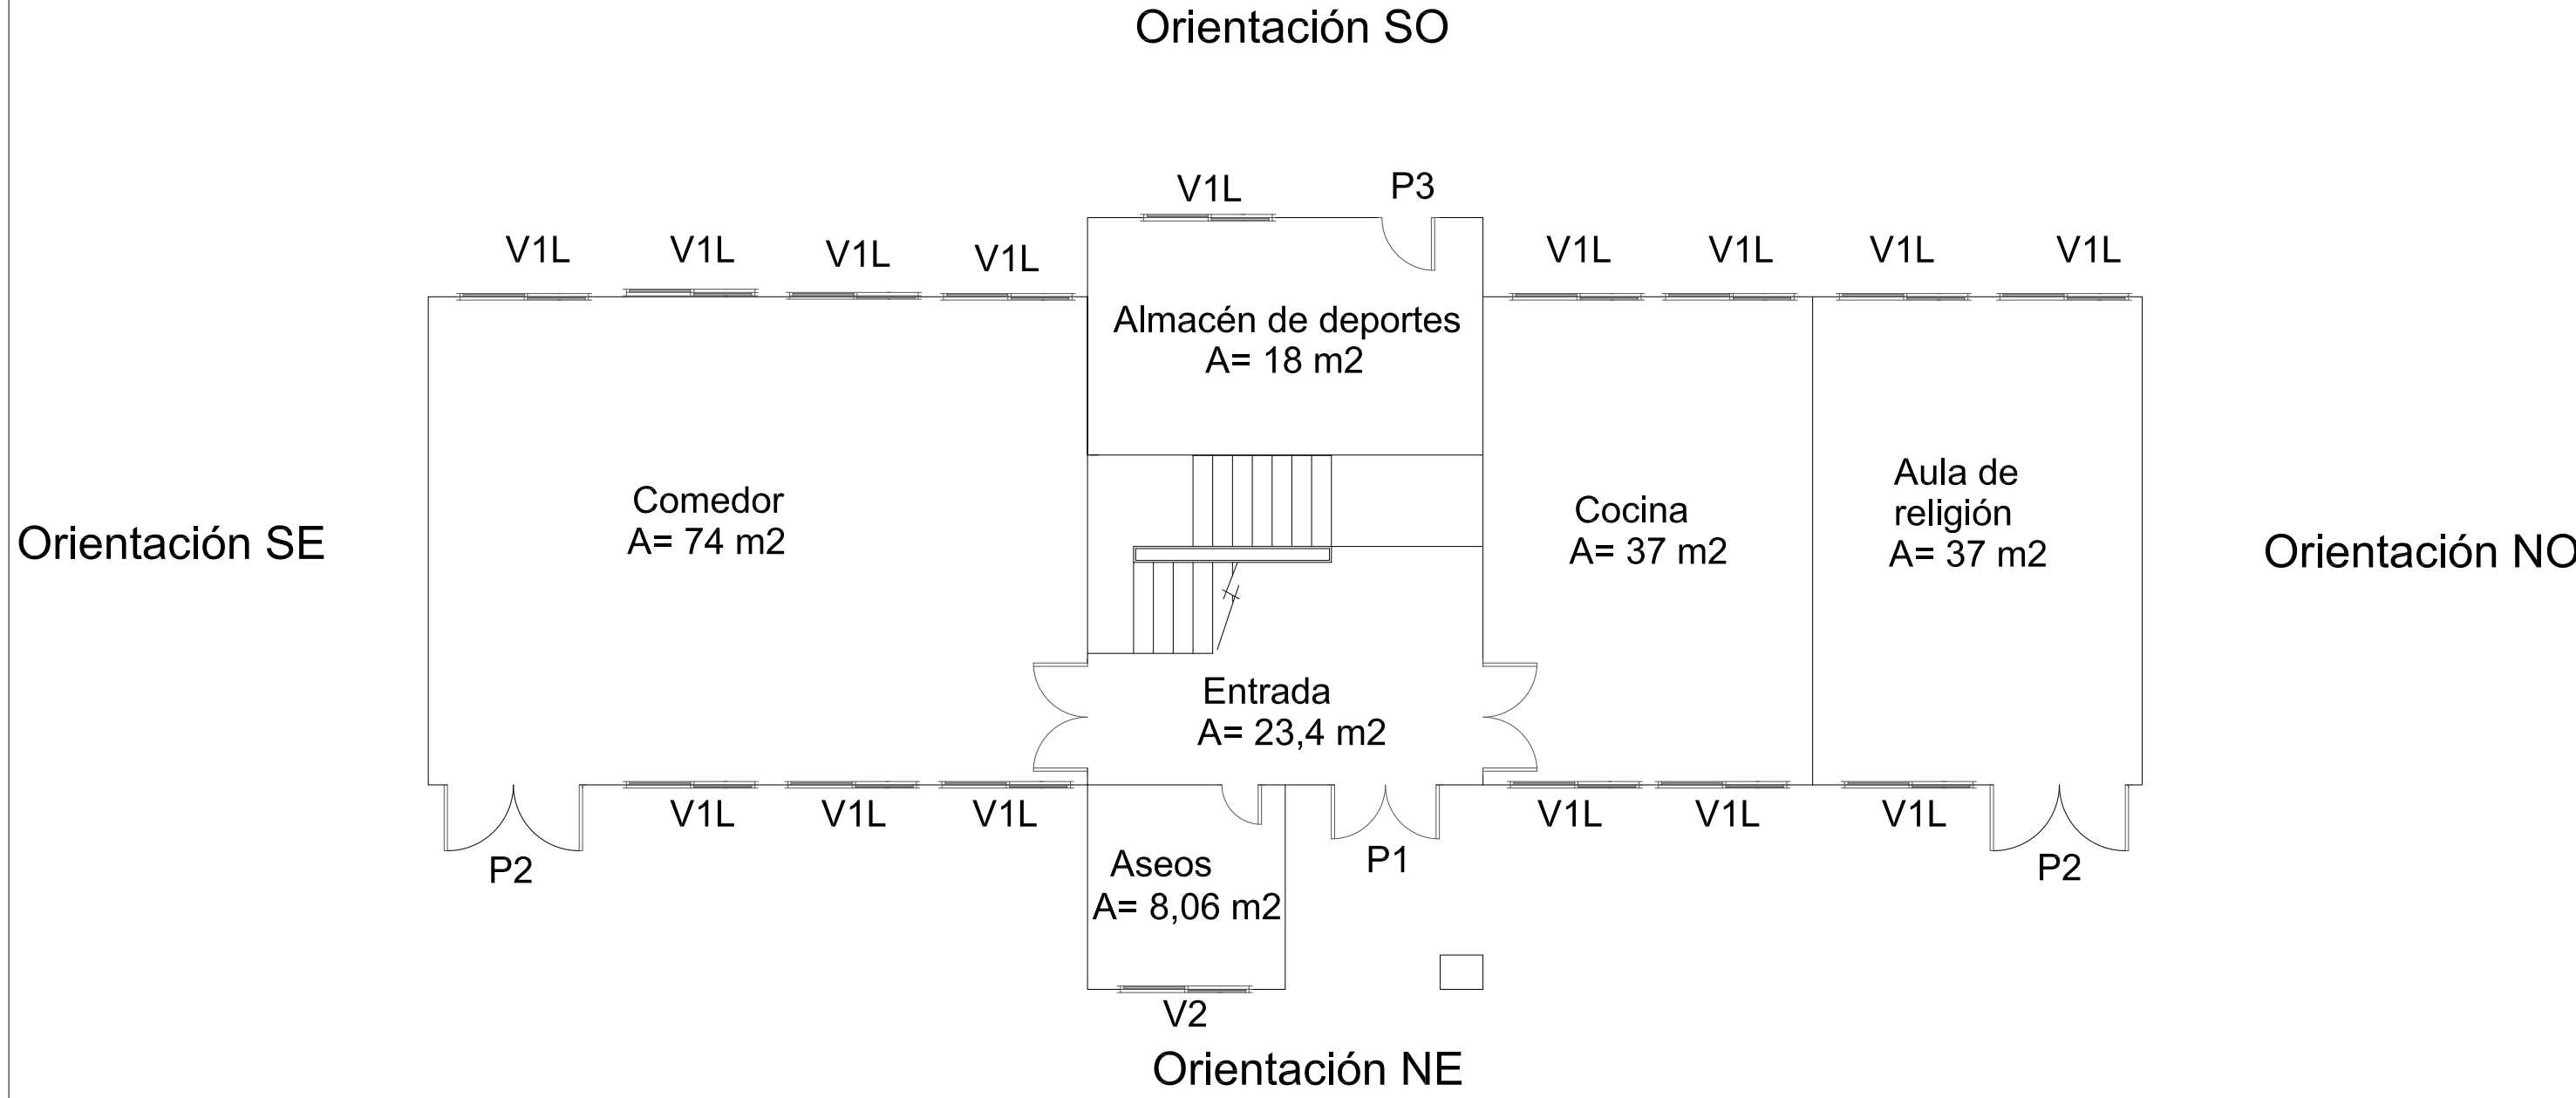 Orientación SO
V1L
P3
V1L
V1L
V1L
V1L
V1L
V1L
V1L
V1L
Almacén de deportes
A= 18 m2
Comedor
A= 74 m2
Cocina
A= 37 m2
Aula de
religión
A= 37 m2
Orientación SE
Orientación NO
Entrada
A= 23,4 m2
V1L
V1L
V1L
V1L
V1L
V1L
P2
P1
P2
Aseos
A= 8,06 m2
V2
Orientación NE